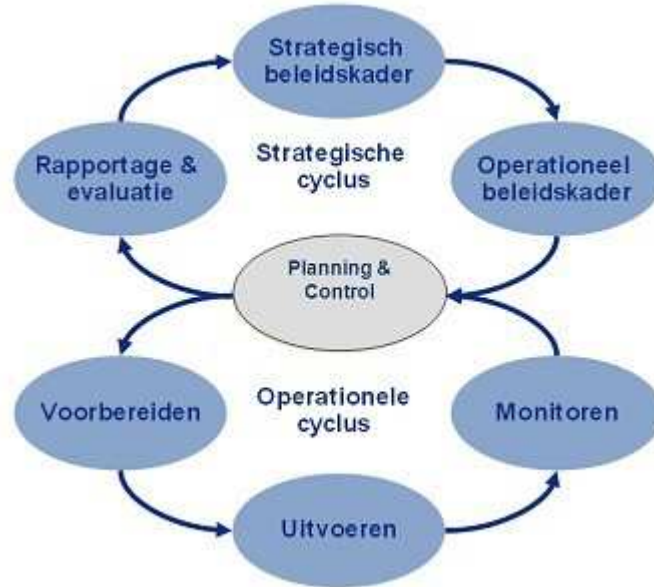 Strategisch
beleidskader
Rapportage &
evaluatie
Strategische
cyclus
Operationeel
beleidskader
Planning &
Control
Voorbereiden
Operationele
cyclus
Monitoren
Uitvoeren